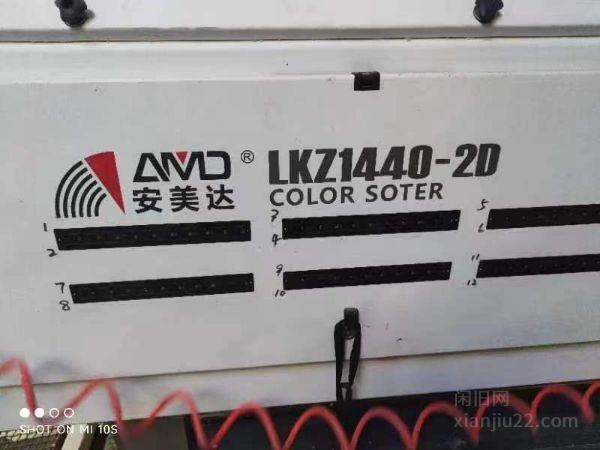 AMD® LKZ1440-2D
安美达 COLOR SOTER
1 3 5
2 4 6
7 9 11
8 10 12
闲旧网
xianjiu22.com
SHOT ON MI 10S